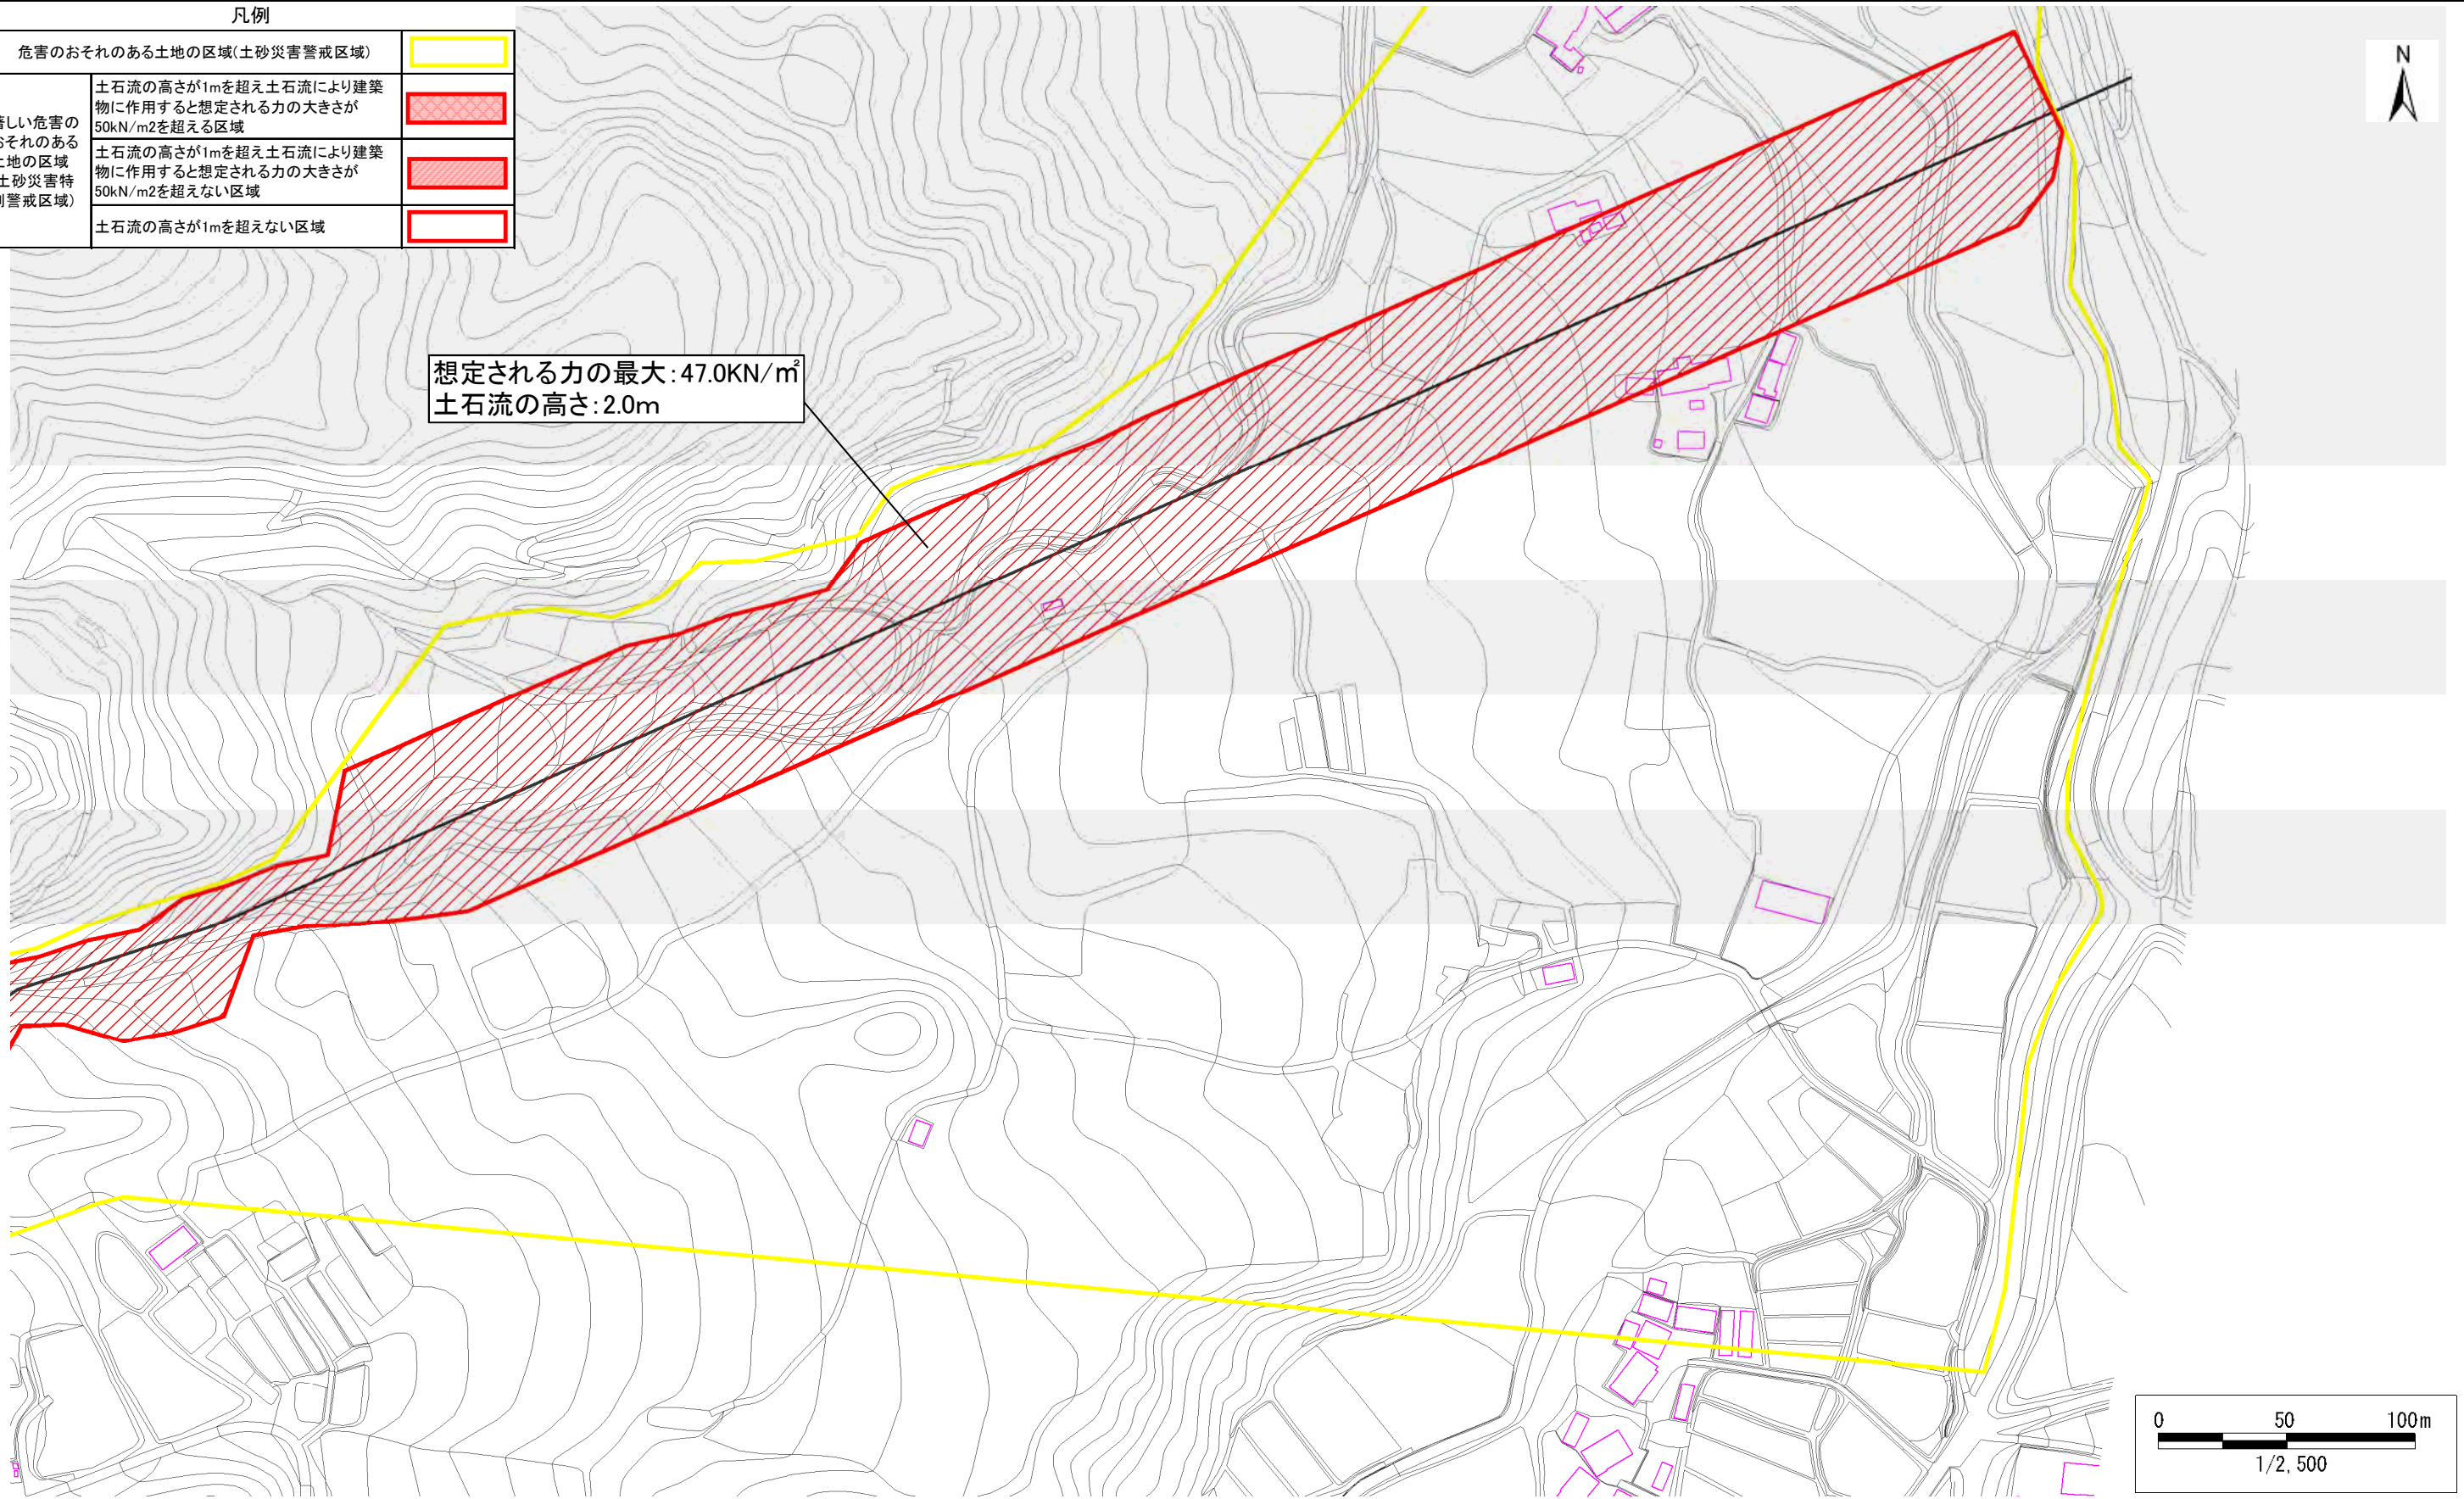 凡例
危害のおそれのある土地の区域(土砂災害警戒区域)
著しい危害の
おそれのある
土地の区域
土砂災害特
別警戒区域)
土石流の高さが1mを超え土石流により建築
物に作用すると想定される力の大きさが
50kN/m2を超える区域
土石流の高さが1mを超え土石流により建築
物に作用すると想定される力の大きさが
50kN/m2を超えない区域
土石流の高さが1mを超えない区域
想定される力の最大:47.0KN/㎡
土石流の高さ:2.0m
N
0 50 100m
1/2,500